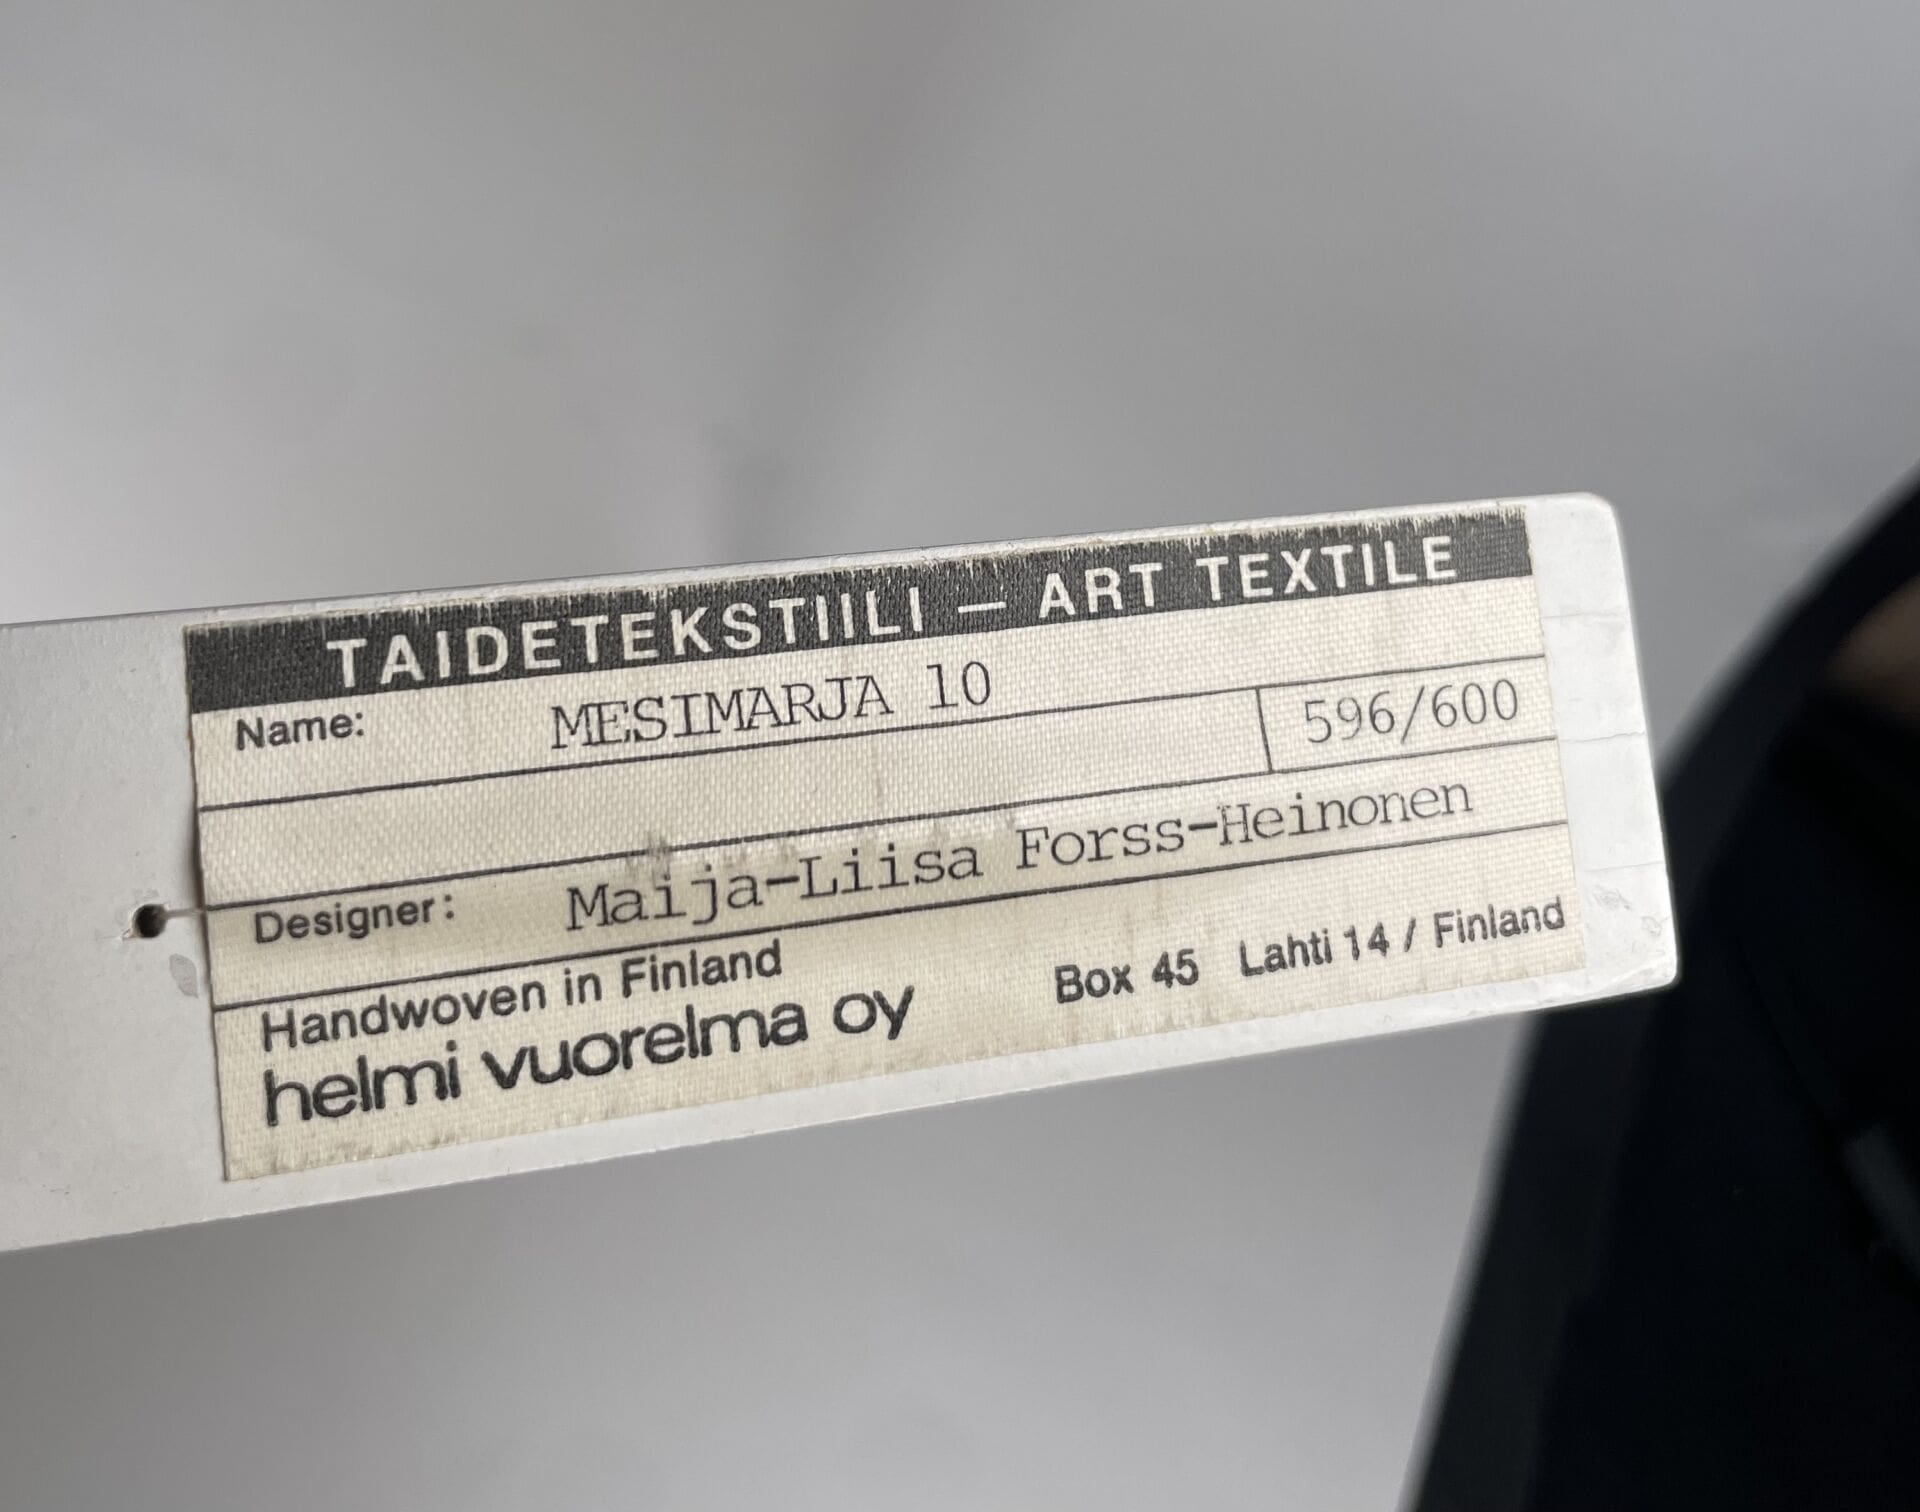 TAIDETEKSTIILI — ART TEXTILE
Name: MESIMARJA 10
596/600
Designer: Maija-Liisa Forss-Heinonen
Handwoven in Finland
helmi vuorelma oy Box 45 Lahti 14 / Finland